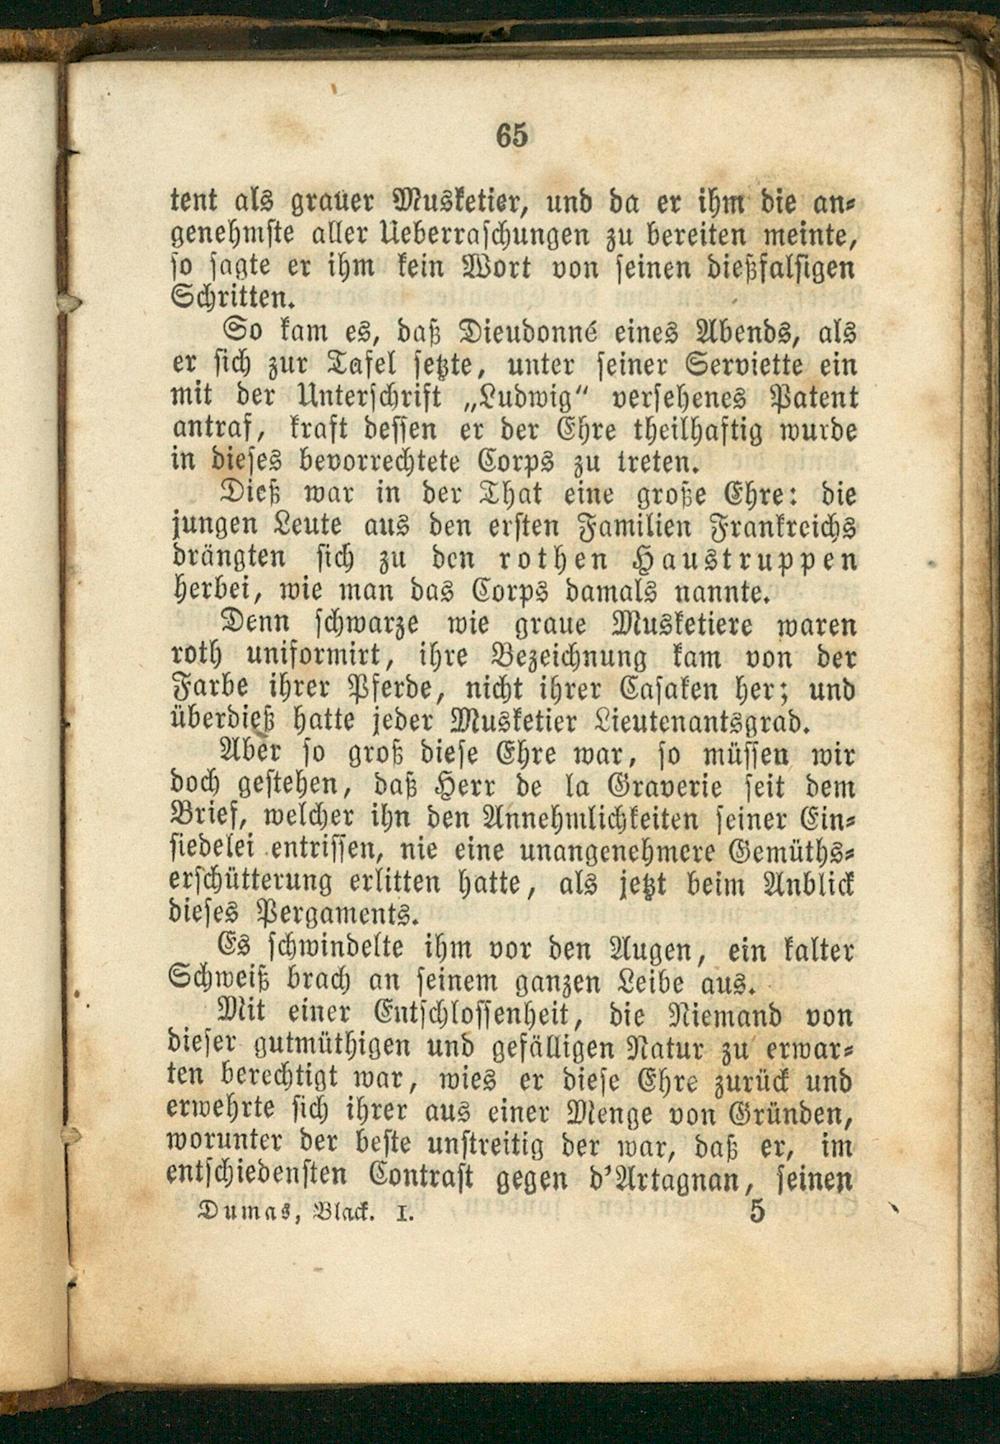 65
tent als grauer Musketier, und da er ihm die an-
genehmste aller Ueberraschungen zu bereiten meinte,
so sagte er ihm kein Wort von seinen dießfalsigen
Schritten.
So kam es, daß Dieudonné eines Abends, als
er sich zur Tafel setzte, unter seiner Serviette ein
mit der Unterschrift „Ludwig“ versehenes Patent
antraf, kraft dessen er der Ehre theilhaftig wurde
in dieses bevorrechtete Corps zu treten.
Dieß war in der That eine große Ehre: die
jungen Leute aus den ersten Familien Frankreichs
drängten sich zu den rothen Haustruppen
herbei, wie man das Corps damals nannte.
Denn schwarze wie graue Musketiere waren
roth uniformirt, ihre Bezeichnung kam von der
Farbe ihrer Pferde, nicht ihrer Casaken her; und
überdieß hatte jeder Musketier Lieutenantsgrad.
Aber so groß diese Ehre war, so müssen wir
doch gestehen, daß Herr de la Graverie seit dem
Brief, welcher ihn den Annehmlichkeiten seiner Ein-
siedelei entrissen, nie eine unangenehmere Gemüths-
erschütterung erlitten hatte, als jetzt beim Anblick
dieses Pergaments.
Es schwindelte ihm vor den Augen, ein kalter
Schweiß brach an seinem ganzen Leibe aus.
Mit einer Entschlossenheit, die Niemand von
dieser gutmüthigen und gefälligen Natur zu erwar-
ten berechtigt war, wies er diese Ehre zurück und
erwehrte sich ihrer aus einer Menge von Gründen,
worunter der beste unstreitig der war, daß er, im
entschiedensten Contrast gegen d'Artagnan, seinen
Dumas, Black. I. 5